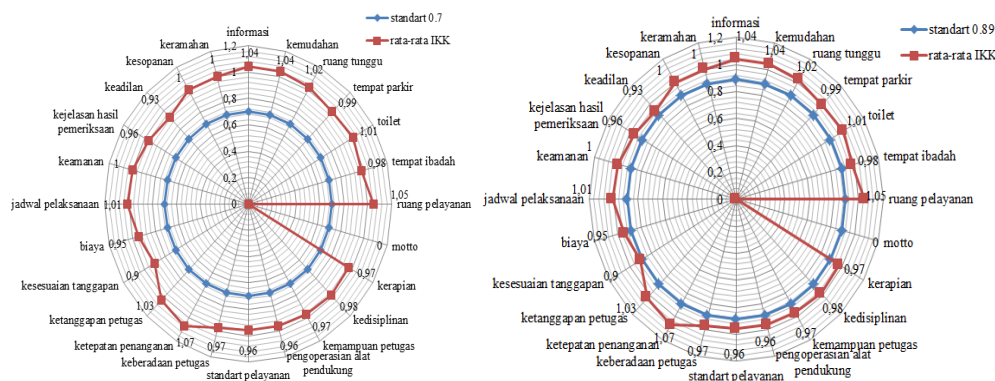 informasi
1,04
kemudahan
1,04
ruang tunggu
1,02
tempat parkir
0,99
toilet
1,01
tempat ibadah
0,98
ruang pelayanan
1,05
motto
0
kerapian
0,97
kedisiplinan
0,98
kemampuan petugas
0,97
pengoperasian alat
pendukung
0,96
standart pelayanan
0,96
keberadaan petugas
0,97
ketepatan penanganan
1,07
ketanggapan petugas
1,03
kesesuaian tanggapan
0,9
biaya
0,95
jadwal pelaksanaan
1,01
keamanan
1
kejelasan hasil
pemeriksaan
0,96
keadilan
0,93
kesopanan
1
keramahan
1
1,2
1
0,8
0,6
0,4
0,2
0
standart 0.7
rata-rata IKK
informasi
1,04
kemudahan
1,04
ruang tunggu
1,02
tempat parkir
0,99
toilet
1,01
tempat ibadah
0,98
ruang pelayanan
1,05
motto
0
kerapian
0,97
kedisiplinan
0,98
kemampuan petugas
0,97
pengoperasian alat
pendukung
0,96
standart pelayanan
0,96
keberadaan petugas
0,97
ketepatan penanganan
1,07
ketanggapan petugas
1,03
kesesuaian tanggapan
0,9
biaya
0,95
jadwal pelaksanaan
1,01
keamanan
1
kejelasan hasil
pemeriksaan
0,96
keadilan
0,93
kesopanan
1
keramahan
1
1,2
1
0,8
0,6
0,4
0,2
0
standart 0.89
rata-rata IKK